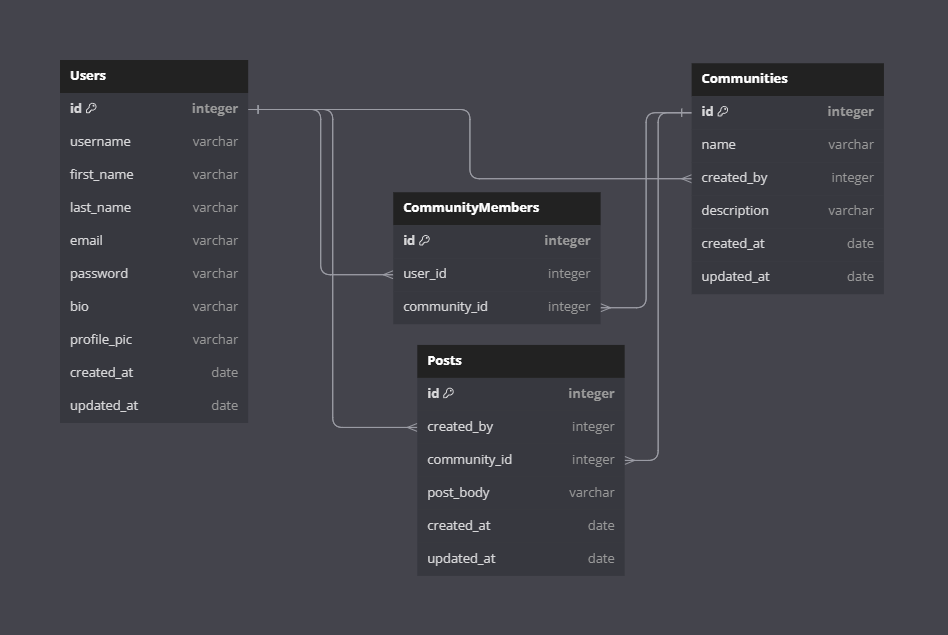 Users
id integer
username varchar
first_name varchar
last_name varchar
email varchar
password varchar
bio varchar
profile_pic varchar
created_at date
updated_at date
CommunityMembers
id integer
user_id integer
community_id integer
Posts
id integer
created_by integer
community_id integer
post_body varchar
created_at date
updated_at date
Communities
id integer
name varchar
created_by integer
description varchar
created_at date
updated_at date